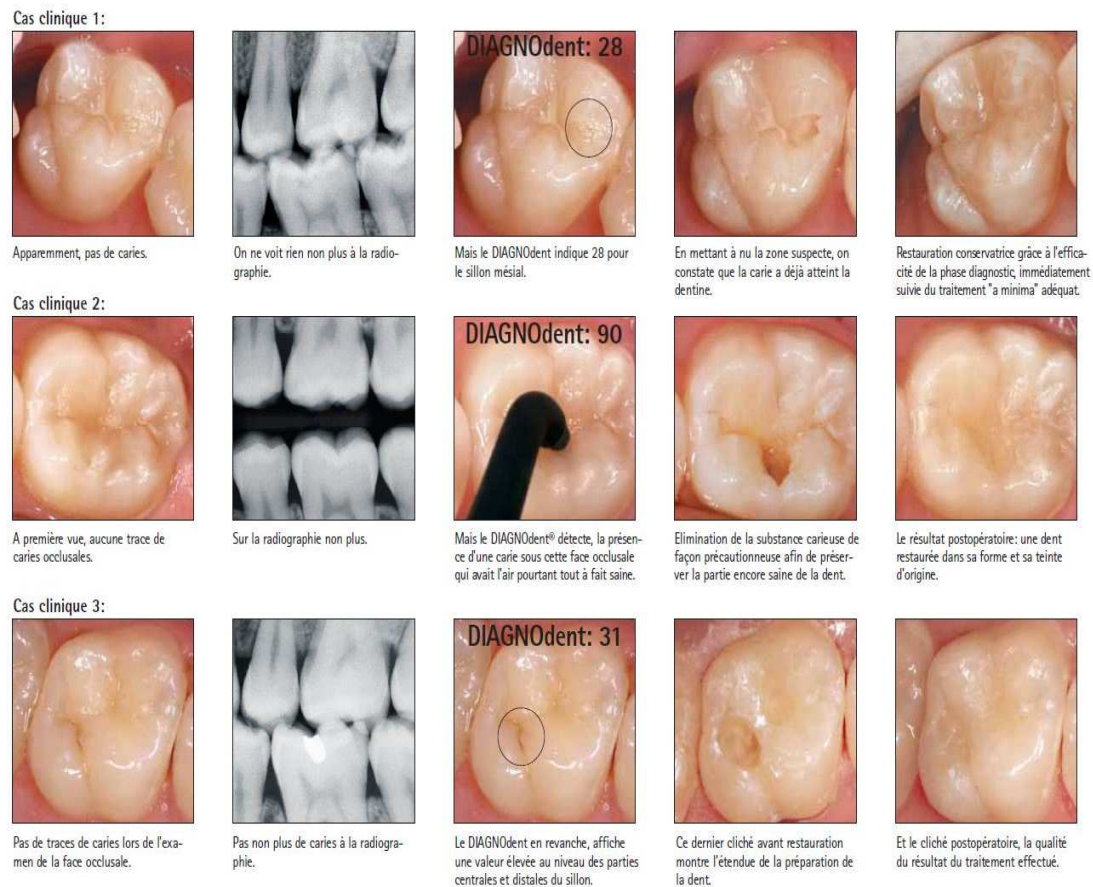 Cas clinique 1:
DIAGNOdent: 28
Apparemment, pas de caries.
On ne voit rien non plus à la radio-
graphie.
Mais le DIAGNOdent indique 28 pour
le sillon mésial.
En mettant à nu la zone suspecte, on
constate que la carie a déjà atteint la
dentine.
Restauration conservatrice grâce à l'effica-
cité de la phase diagnostic, immédiatement
suivie du traitement "a minima" adéquat.
Cas clinique 2:
DIAGNOdent: 90
A première vue, aucune trace de
caries occlusales.
Sur la radiographie non plus.
Mais le DIAGNOdent® détecte, la présen-
ce d'une carie sous cette face occlusale
qui avait l'air pourtant tout à fait saine.
Elimination de la substance carieuse de
façon précautionneuse afin de préser-
ver la partie encore saine de la dent.
Le résultat postopératoire: une dent
restaurée dans sa forme et sa teinte
d'origine.
Cas clinique 3:
DIAGNOdent: 31
Pas de traces de caries lors de l'exa-
men de la face occlusale.
Pas non plus de caries à la radiogra-
phie.
Le DIAGNOdent en revanche, affiche
une valeur élevée au niveau des parties
centrales et distales du sillon.
Ce dernier cliché avant restauration
montre l'étendue de la préparation de
la dent.
Et le cliché postopératoire, la qualité
du résultat du traitement effectué.